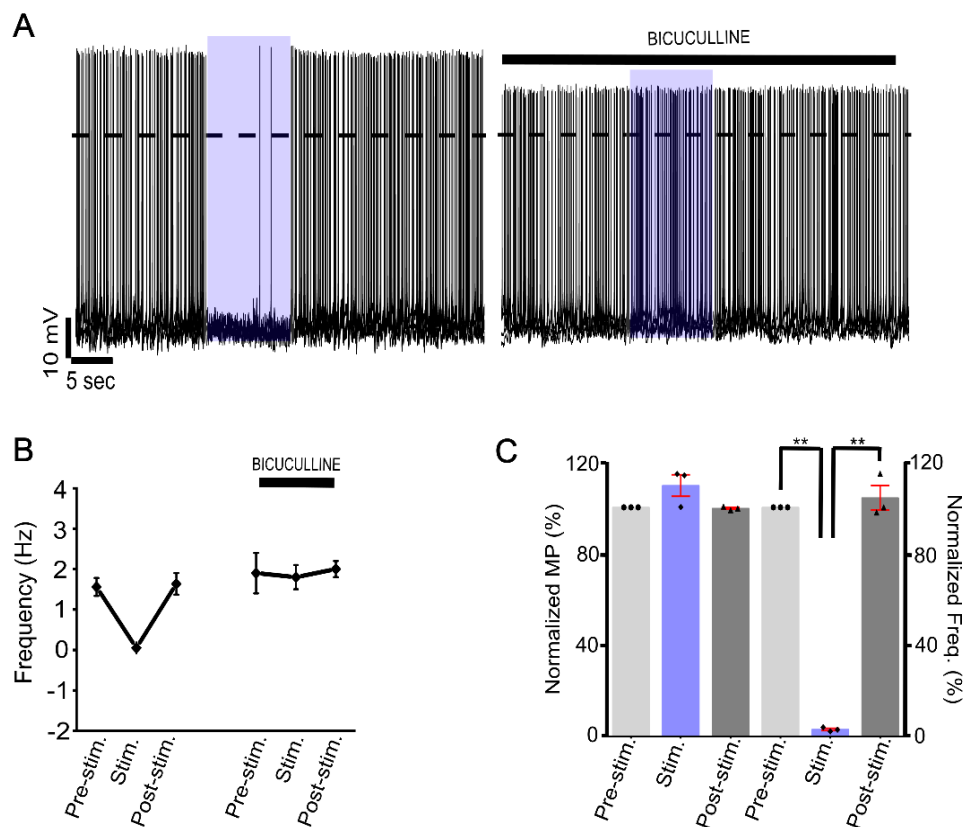 A
BICUCULLINE
10 mV
5 sec
B
BICUCULLINE
Frequency (Hz)
4
3
2
1
0
-1
-2
Pre-stim.
Stim.
Post-stim.
Pre-stim.
Stim.
Post-stim.
C
**
**
Normalized MP (%)
120
80
40
0
120
80
40
0
Normalized Freq. (%)
Pre-stim.
Stim.
Post-stim.
Pre-stim.
Stim.
Post-stim.